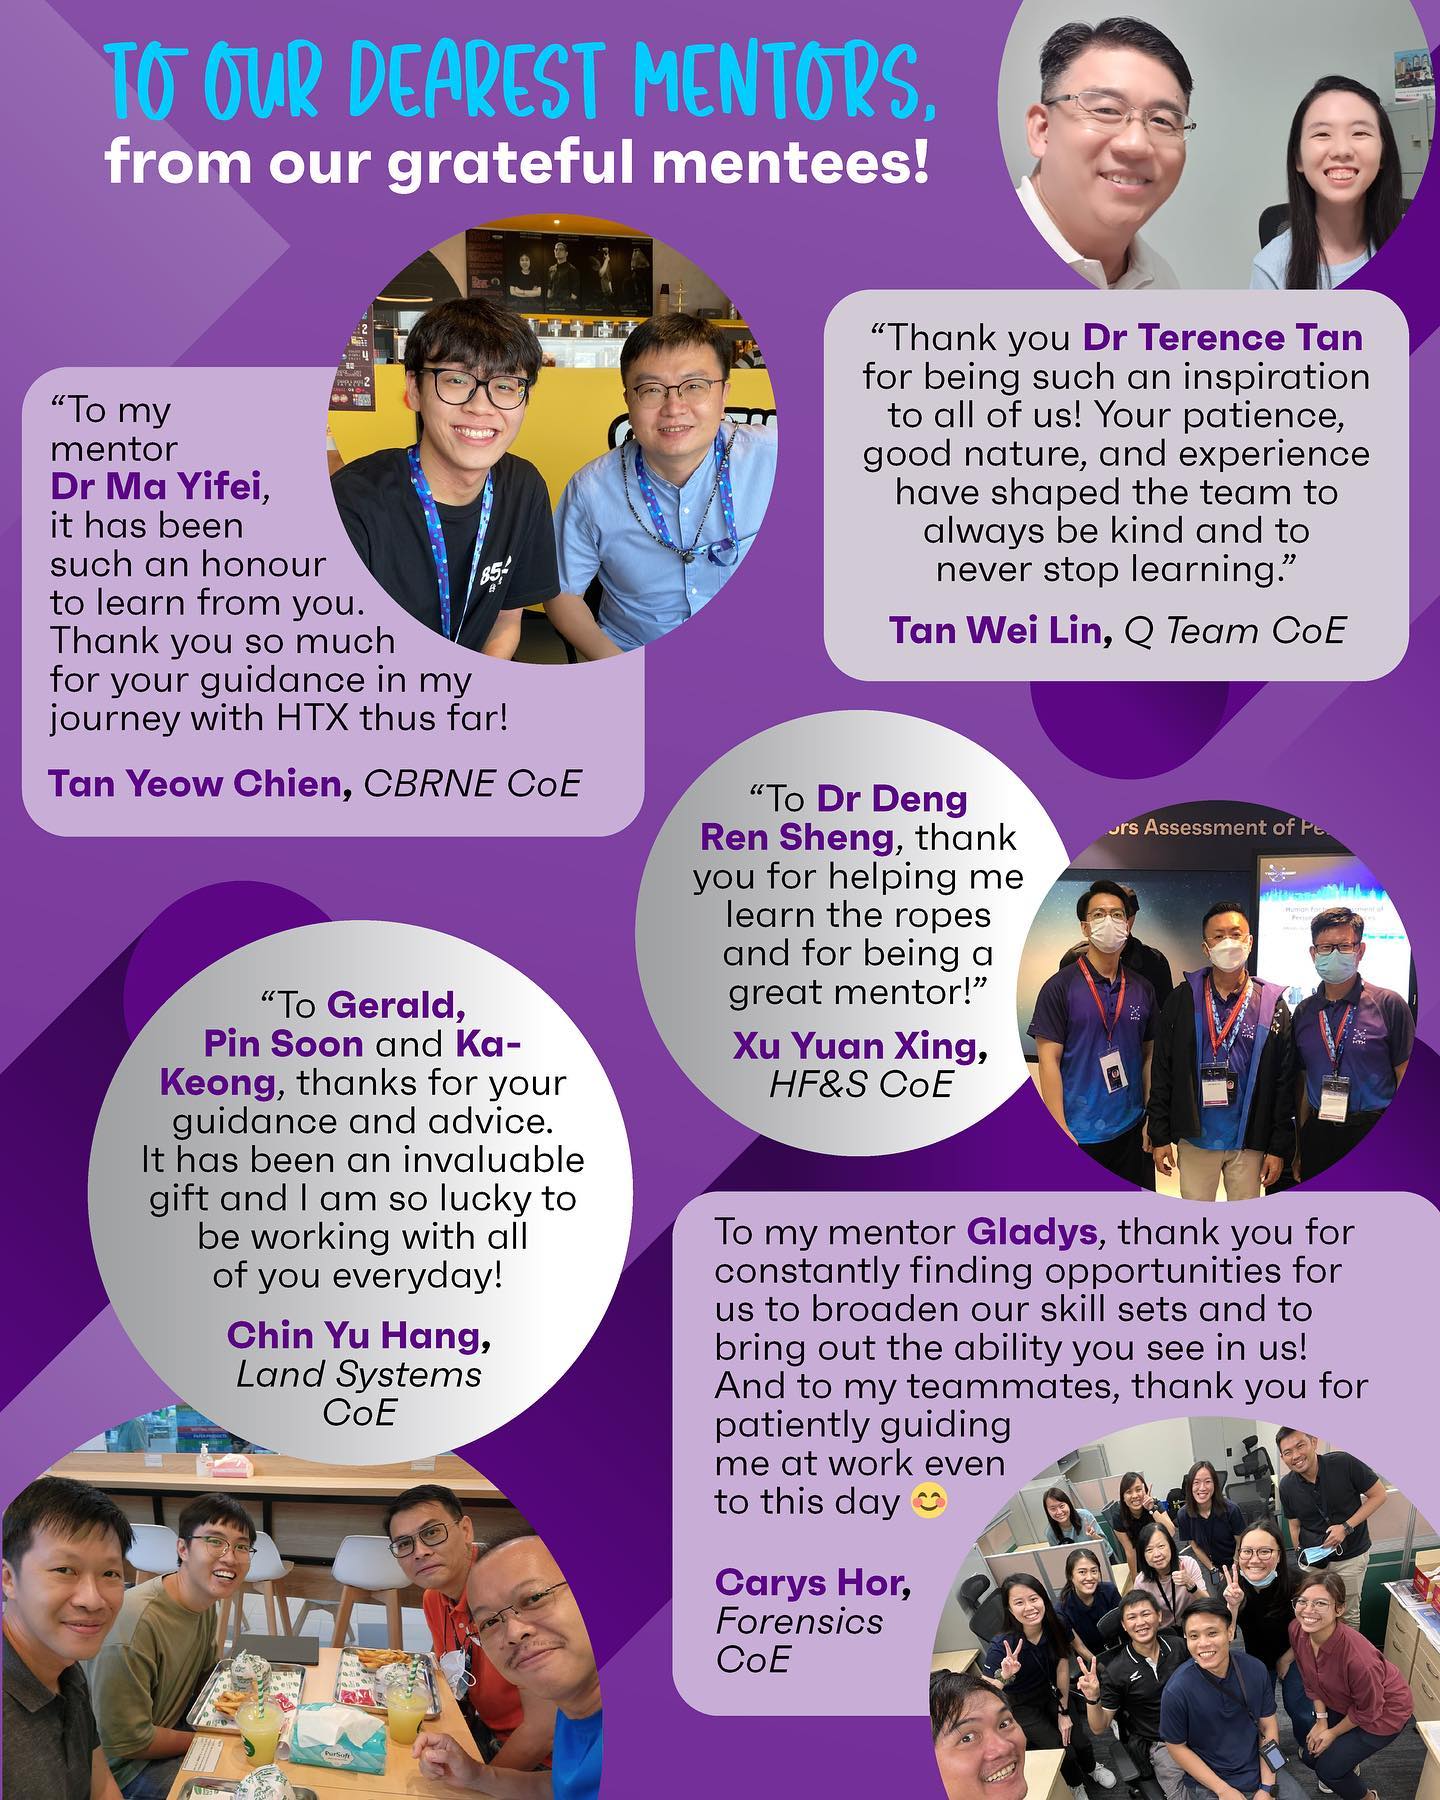 TO OUR DEAREST MENTORS,
from our grateful mentees!
“Thank you Dr Terence Tan
for being such an inspiration
to all of us! Your patience,
good nature, and experience
have shaped the team to
always be kind and to
never stop learning.”
Tan Wei Lin, Q Team CoE
“To my
mentor
Dr Ma Yifei,
it has been
such an honour
to learn from you.
Thank you so much
for your guidance in my
journey with HTX thus far!
Tan Yeow Chien, CBRNE CoE
“To Dr Deng
Ren Sheng, thank
you for helping me
learn the ropes
and for being a
great mentor!”
Xu Yuan Xing,
HF&S CoE
ors Assessment of Pe
HTX
HTX
“To Gerald,
Pin Soon and Ka-
Keong, thanks for your
guidance and advice.
It has been an invaluable
gift and I am so lucky to
be working with all
of you everyday!
Chin Yu Hang,
Land Systems
CoE
PurSoft
To my mentor Gladys, thank you for
constantly finding opportunities for
us to broaden our skill sets and to
bring out the ability you see in us!
And to my teammates, thank you for
patiently guiding
me at work even
to this day 😊
Carys Hor,
Forensics
CoE